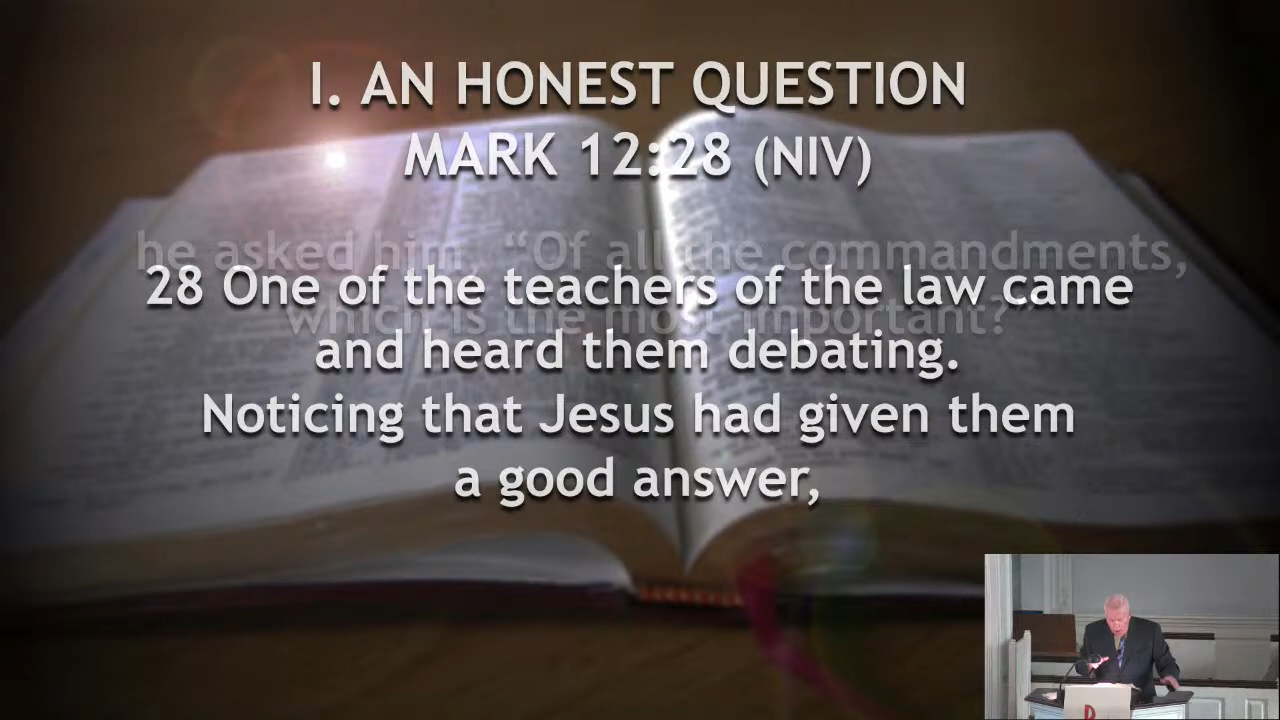 I. AN HONEST QUESTION
MARK 12:28 (NIV)
he asked him, “Of all the commandments,
28 One of the teachers of the law came
which is the most important?”
and heard them debating.
Noticing that Jesus had given them
a good answer,